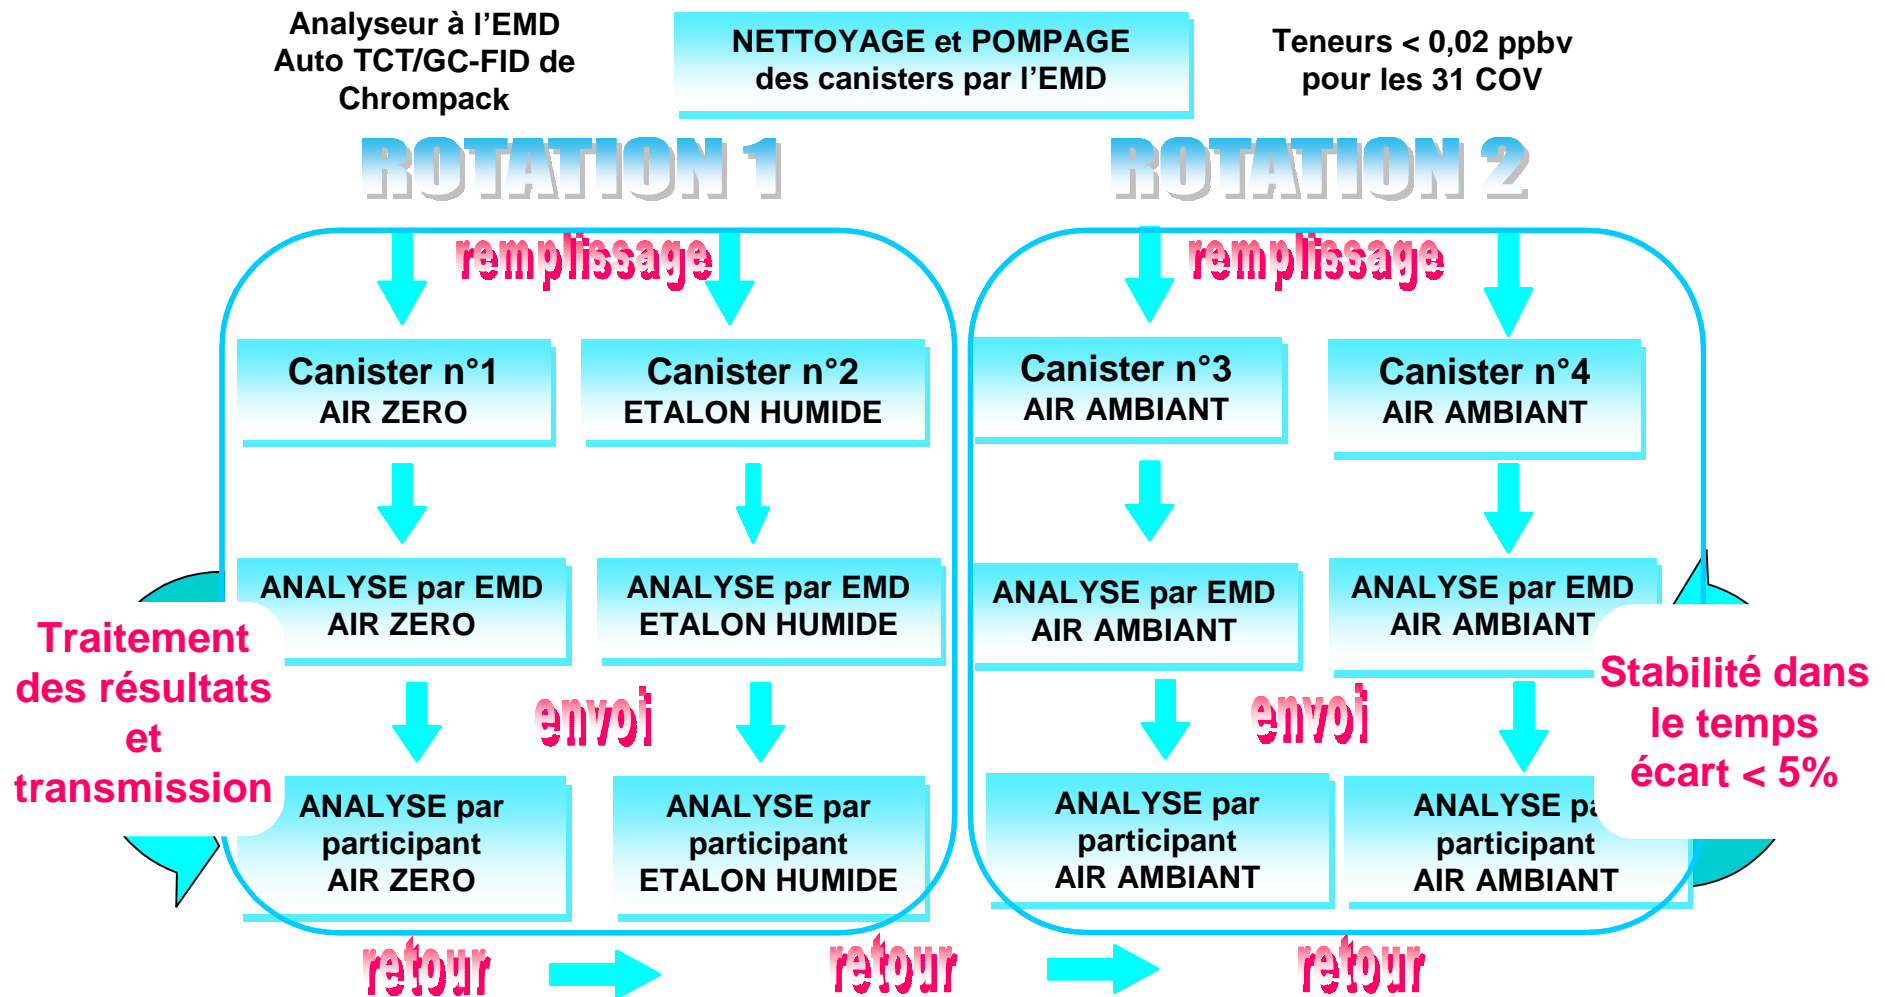 Analyseur à l'EMD
Auto TCT/GC-FID de
Chrompack
NETTOYAGE et POMPAGE
des canisters par l'EMD
Teneurs < 0,02 ppbv
pour les 31 COV
ROTATION 1
ROTATION 2
remplissage
remplissage
Canister n°1
AIR ZERO
Canister n°2
ETALON HUMIDE
Canister n°3
AIR AMBIANT
Canister n°4
AIR AMBIANT
ANALYSE par EMD
AIR ZERO
ANALYSE par EMD
ETALON HUMIDE
ANALYSE par EMD
AIR AMBIANT
ANALYSE par EMD
AIR AMBIANT
Traitement
des résultats
et
transmission
envoi
envoi
Stabilité dans
le temps
écart < 5%
ANALYSE par
participant
AIR ZERO
ANALYSE par
participant
ETALON HUMIDE
ANALYSE par
participant
AIR AMBIANT
ANALYSE pa
participant
AIR AMBIANT
retour
retour
retour